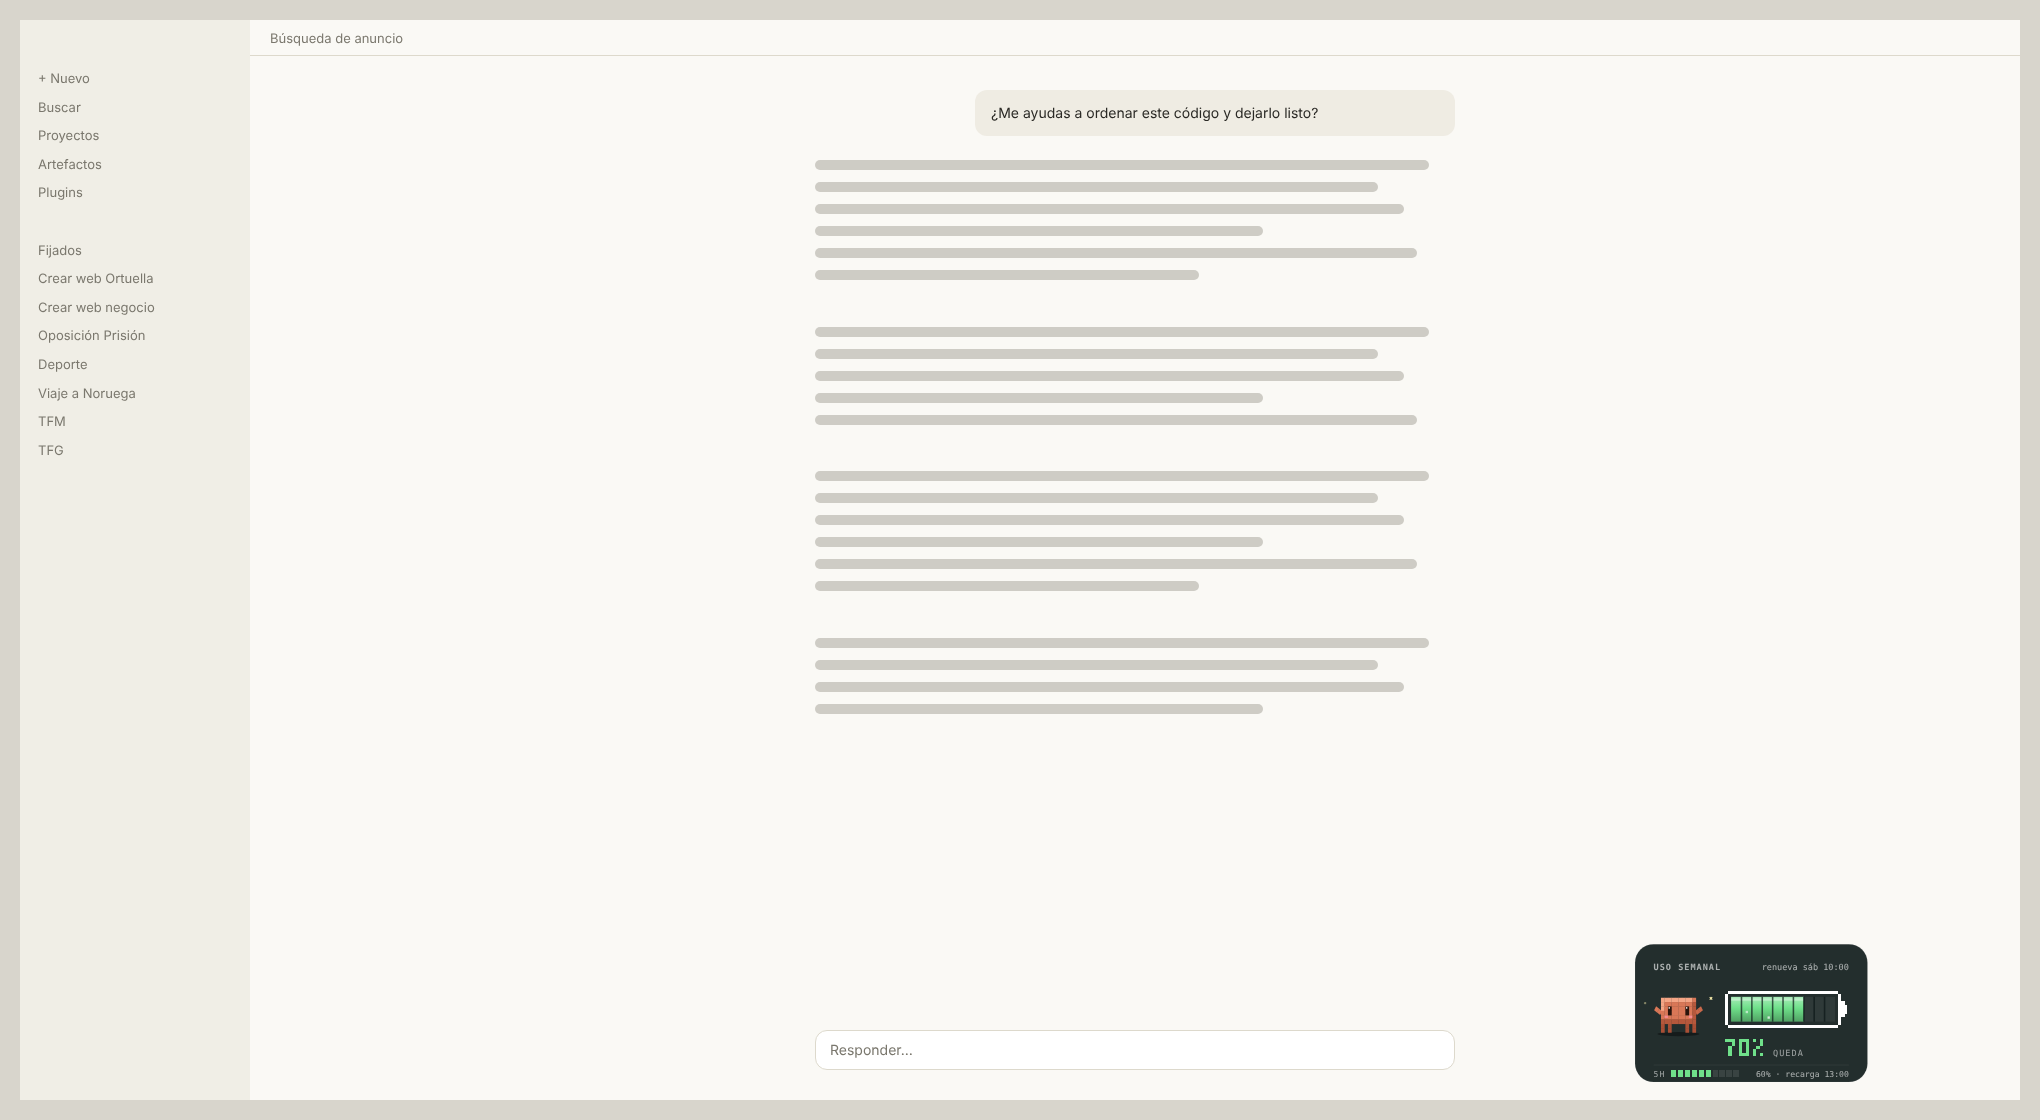 Búsqueda de anuncio
+ Nuevo
Buscar
Proyectos
Artefactos
Plugins
Fijados
Crear web Ortuella
Crear web negocio
Oposición Prisión
Deporte
Viaje a Noruega
TFM
TFG
¿Me ayudas a ordenar este código y dejarlo listo?
Responder...
USO SEMANAL renueva sáb 10:00
70% QUEDA
5H 60% · recarga 13:00